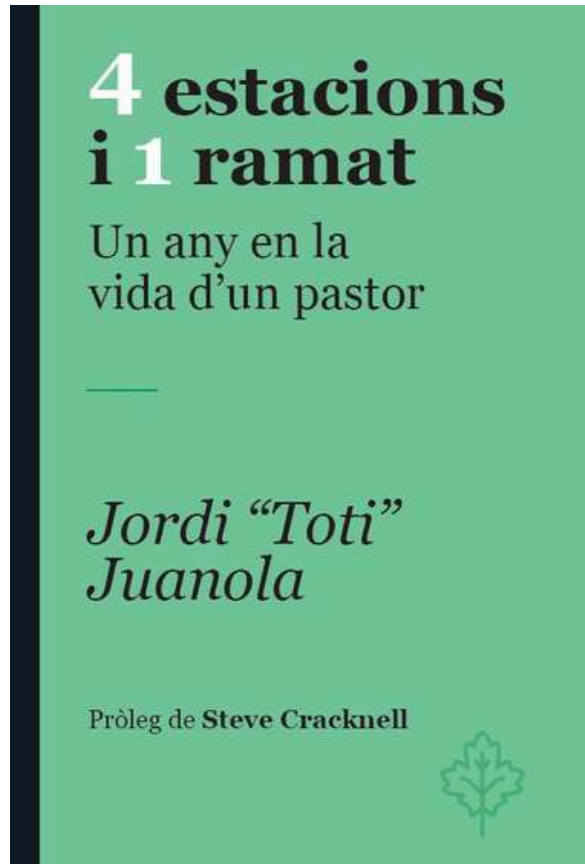 4 estacions
i 1 ramat
Un any en la
vida d’un pastor
Jordi “Toti”
Juanola
Pròleg de Steve Cracknell